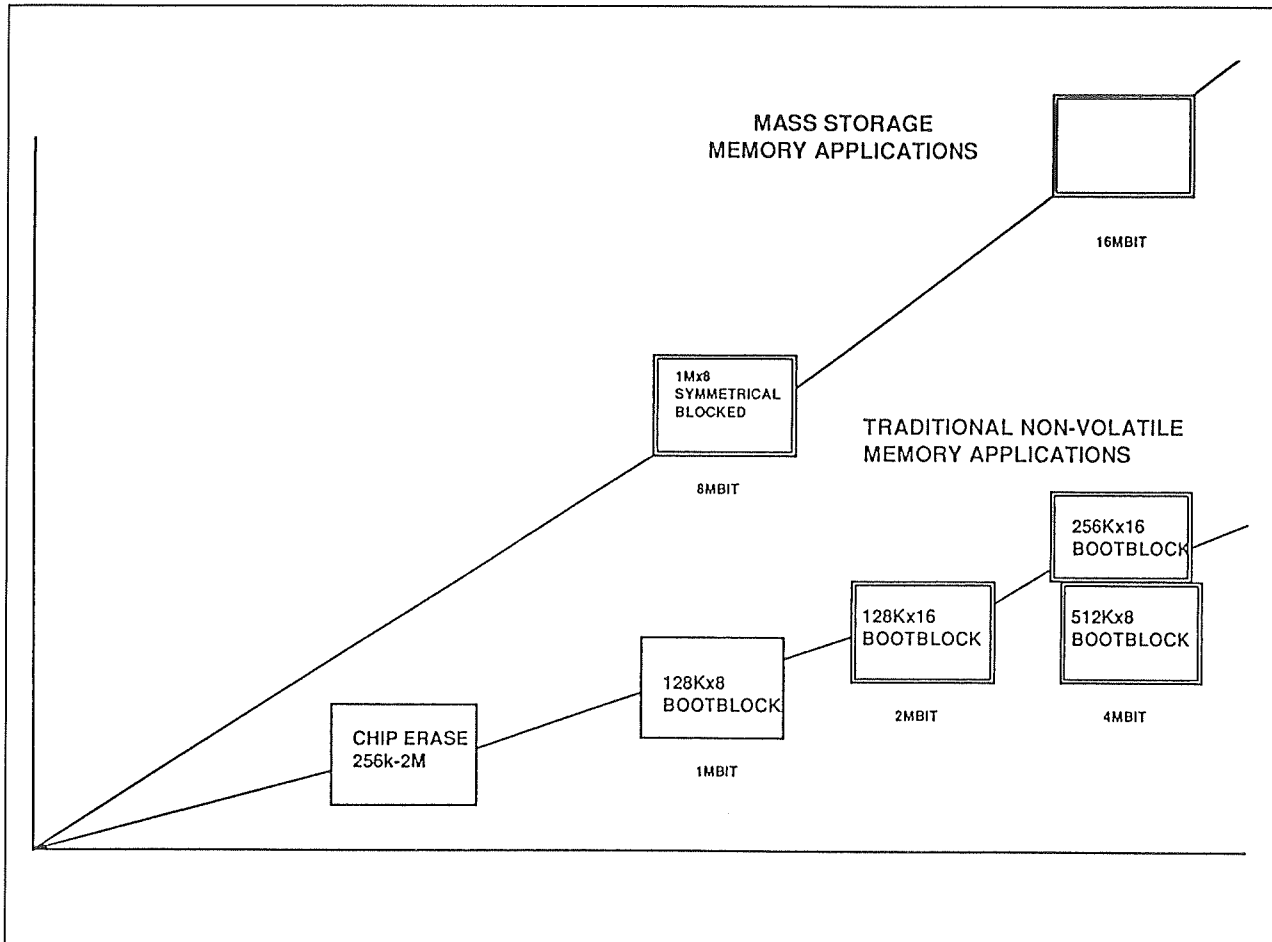 MASS STORAGE
MEMORY APPLICATIONS
16MBIT
1Mx8
SYMMETRICAL
BLOCKED
8MBIT
TRADITIONAL NON-VOLATILE
MEMORY APPLICATIONS
256Kx16
BOOTBLOCK
512Kx8
BOOTBLOCK
4MBIT
128Kx16
BOOTBLOCK
2MBIT
128Kx8
BOOTBLOCK
1MBIT
CHIP ERASE
256k-2M